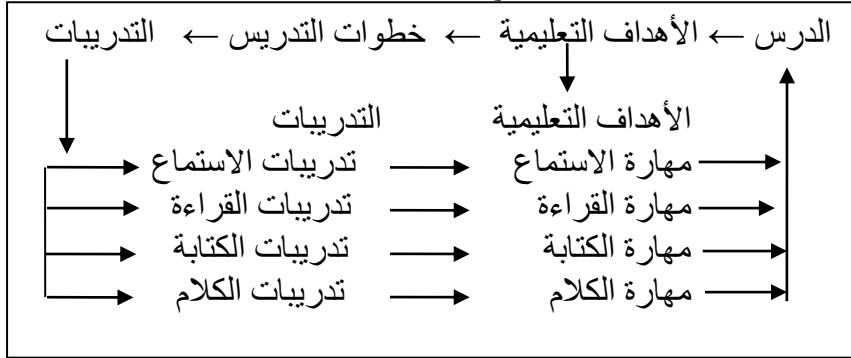 الدرس ← الأهداف التعليمية ← خطوات التدريس ← التدريبات
الأهداف التعليمية التدريبات
مهارة الاستماع تدريبات الاستماع
مهارة القراءة تدريبات القراءة
مهارة الكتابة تدريبات الكتابة
مهارة الكلام تدريبات الكلام